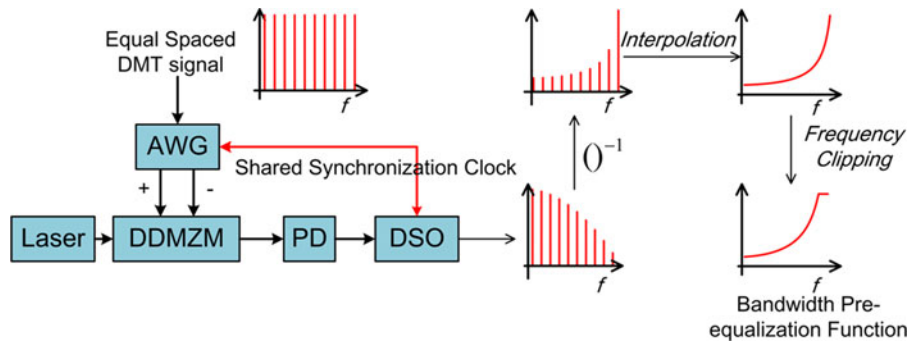 Equal Spaced
DMT signal
f
AWG
Shared Synchronization Clock
+
-
Laser
DDMZM
PD
DSO
f
()⁻¹
f
Interpolation
f
Frequency
Clipping
f
Bandwidth Pre-
equalization Function